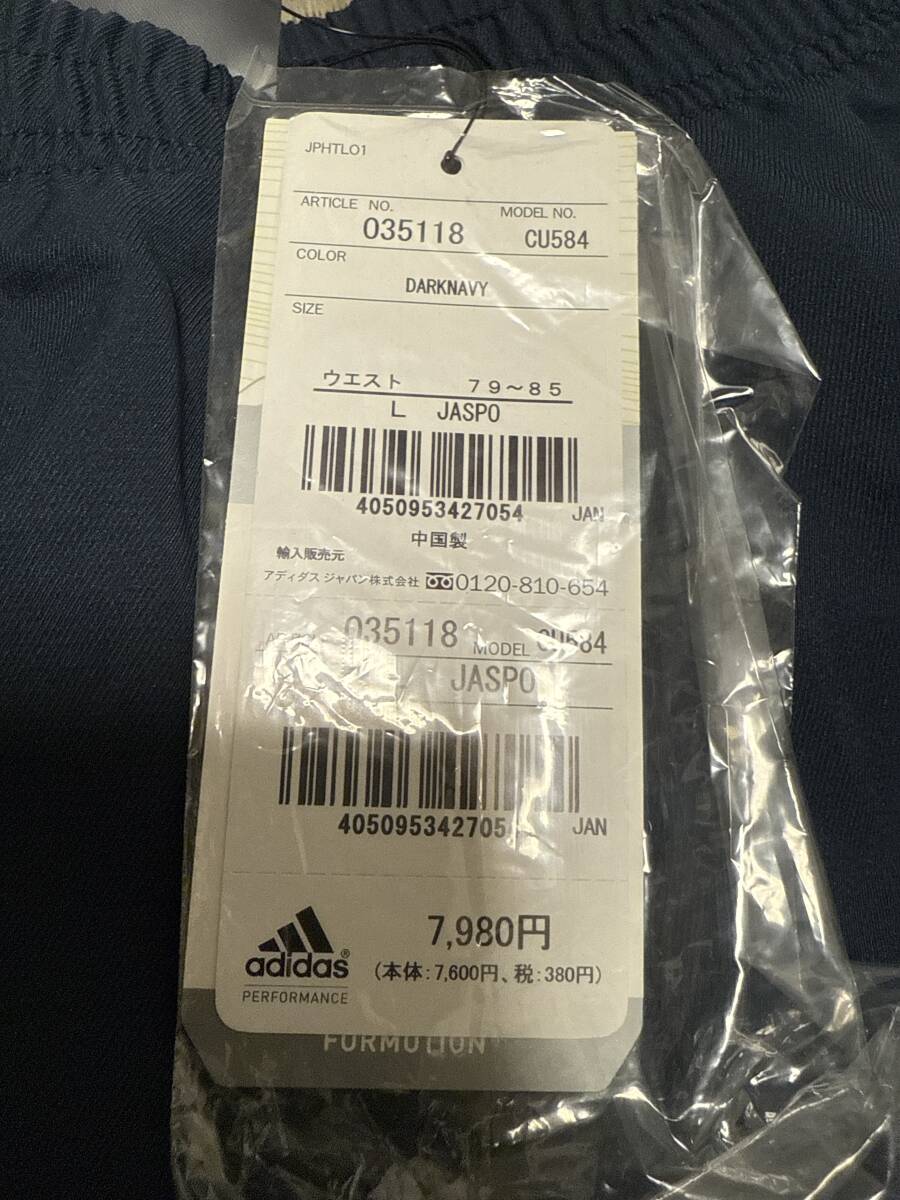 JPHTL01
ARTICLE NO. MODEL NO.
035118 CU584
COLOR
DARKNAVY
SIZE
ウエスト 79~85
L JASPO
4050953427054 JAN
中国製
輸入販売元
アディダス ジャパン株式会社 0120-810-654
035118 MODEL CU584
JASPO
405095342705 JAN
7,980円
adidas®
(本体:7,600円、税:380円)
PERFORMANCE
FORMOTION